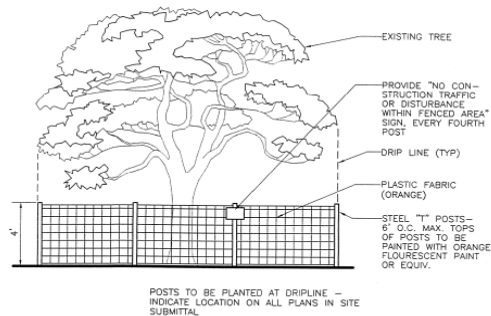 EXISTING TREE
PROVIDE "NO CON-
STRUCTION TRAFFIC
OR DISTURBANCE
WITHIN FENCED AREA"
SIGN, EVERY FOURTH
POST
DRIP LINE (TYP)
PLASTIC FABRIC
(ORANGE)
STEEL "T" POSTS-
6' O.C. MAX. TOPS
OF POSTS TO BE
PAINTED WITH ORANGE
FLOURESCENT PAINT
OR EQUIV.
4'
POSTS TO BE PLANTED AT DRIPLINE -
INDICATE LOCATION ON ALL PLANS IN SITE
SUBMITTAL